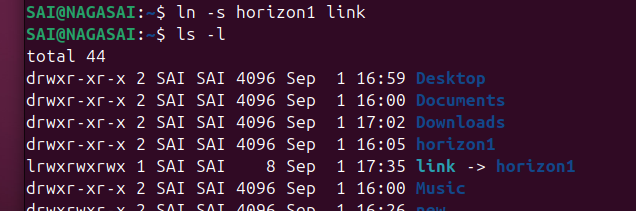 SAI@NAGASAI:~$ ln -s horizon1 link
SAI@NAGASAI:~$ ls -l
total 44
drwxr-xr-x 2 SAI SAI 4096 Sep  1 16:59 Desktop
drwxr-xr-x 2 SAI SAI 4096 Sep  1 16:00 Documents
drwxr-xr-x 2 SAI SAI 4096 Sep  1 17:02 Downloads
drwxr-xr-x 2 SAI SAI 4096 Sep  1 16:05 horizon1
lrwxrwxrwx 1 SAI SAI    8 Sep  1 17:35 link -> horizon1
drwxr-xr-x 2 SAI SAI 4096 Sep  1 16:00 Music
drwxr-xr-x 2 SAI SAI 4096 Sep  1 16:26